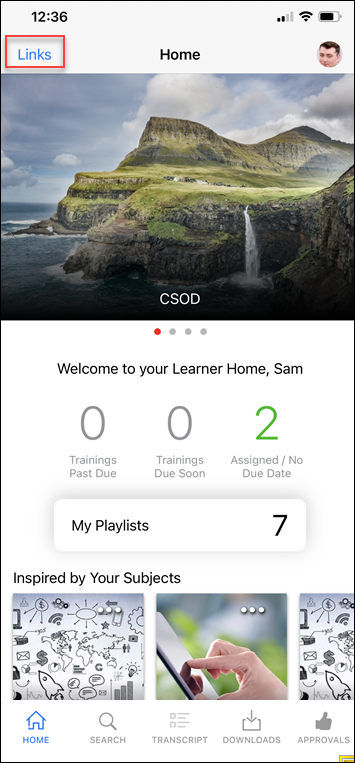 12:36
Links
Home
CSOD
Welcome to your Learner Home, Sam
0 0 2
Trainings Trainings Assigned / No
Past Due Due Soon Due Date
My Playlists 7
Inspired by Your Subjects
HOME SEARCH TRANSCRIPT DOWNLOADS APPROVALS